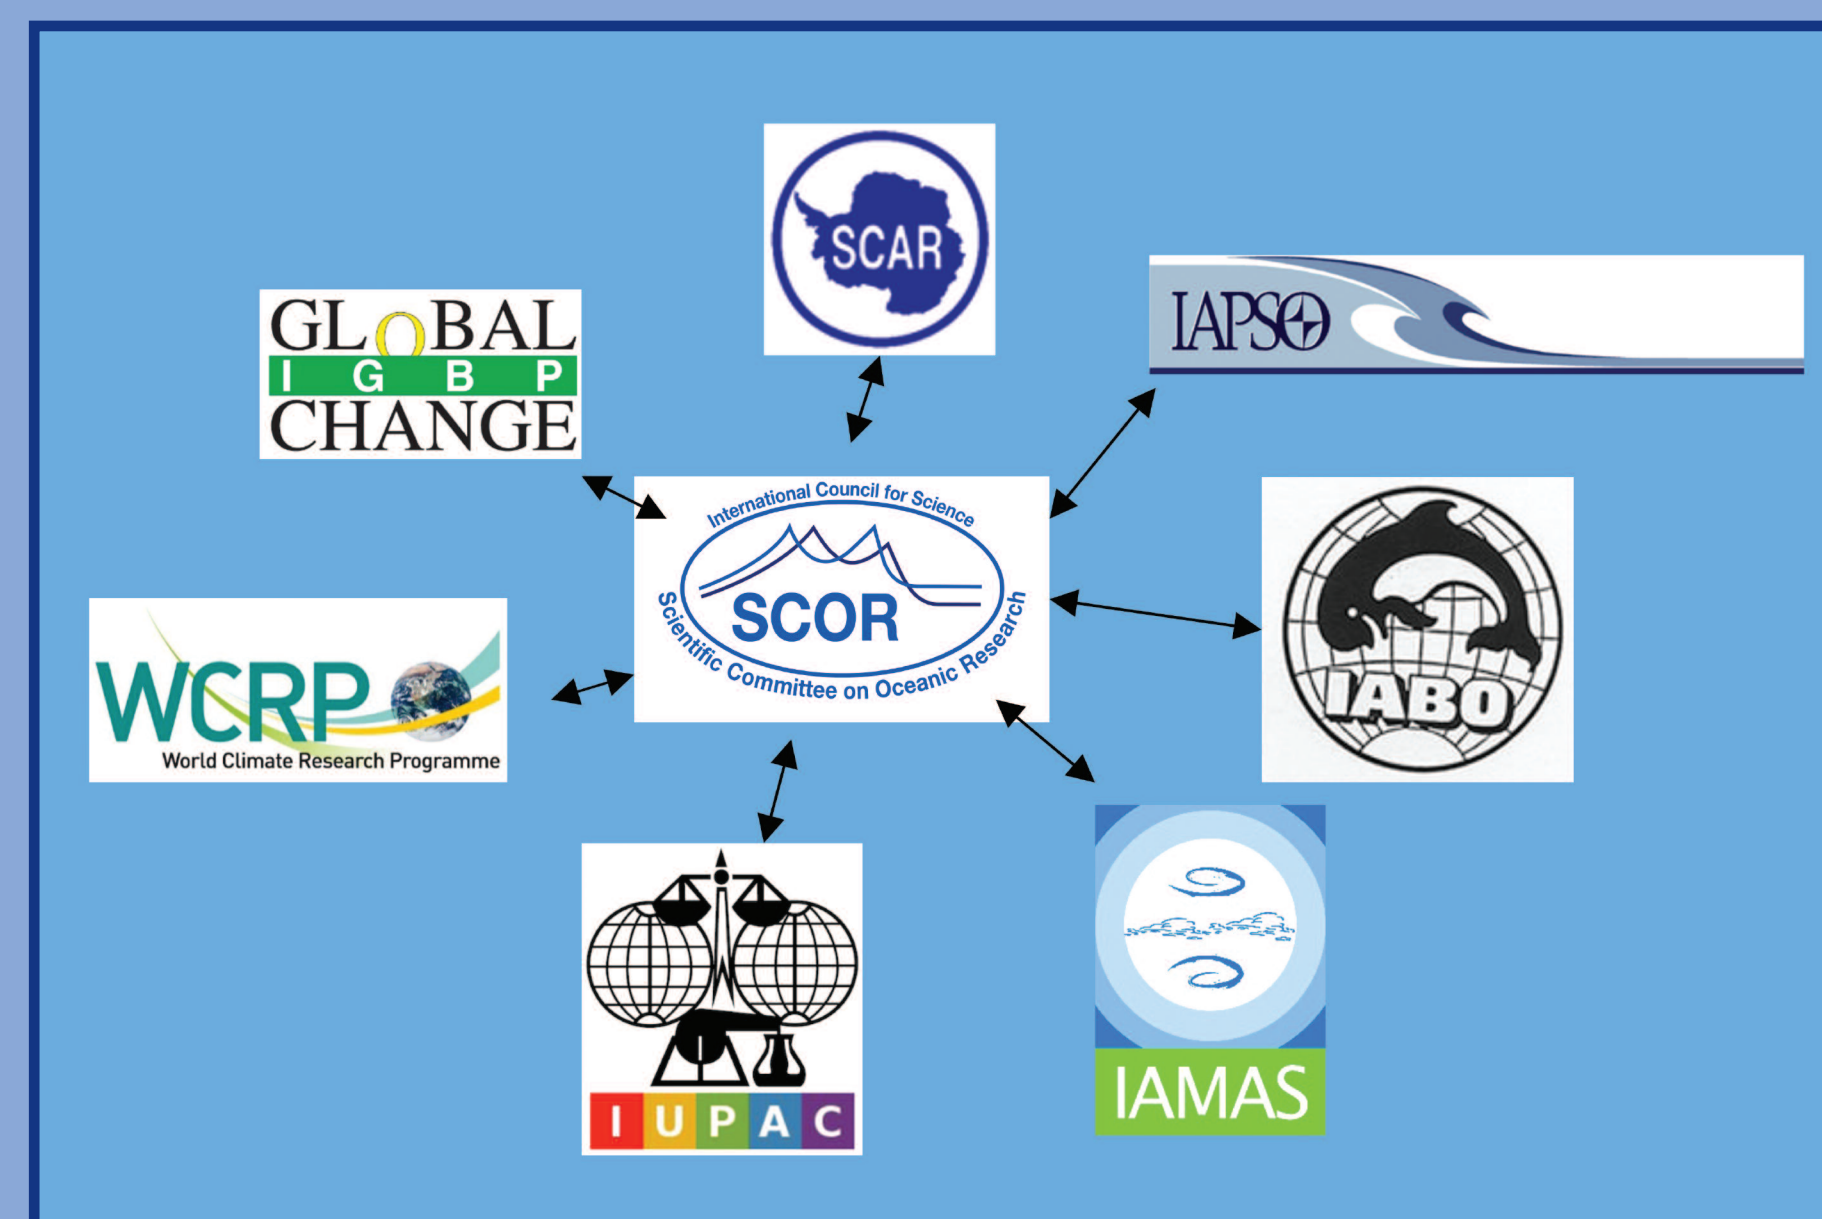 SCAR
IAPSO
GLOBAL
I G B P
CHANGE
International Council for Science
SCOR
Scientific Committee on Oceanic Research
IABO
WCRP
World Climate Research Programme
IAMAS
I U P A C